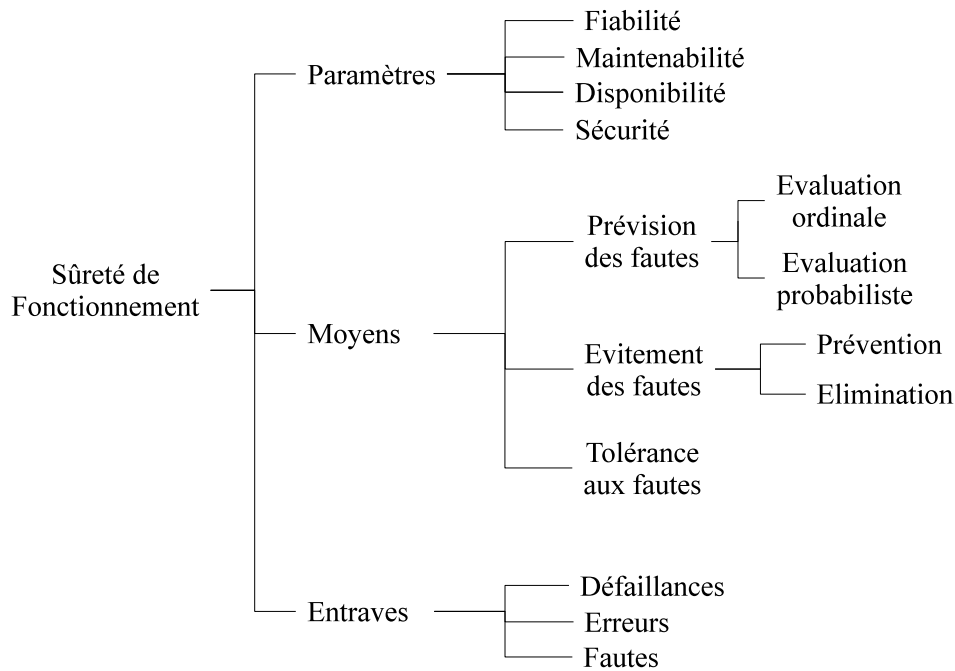 Sûreté de
Fonctionnement
Paramètres
Fiabilité
Maintenabilité
Disponibilité
Sécurité
Moyens
Prévision
des fautes
Evaluation
ordinale
Evaluation
probabiliste
Evitement
des fautes
Prévention
Elimination
Tolérance
aux fautes
Entraves
Défaillances
Erreurs
Fautes